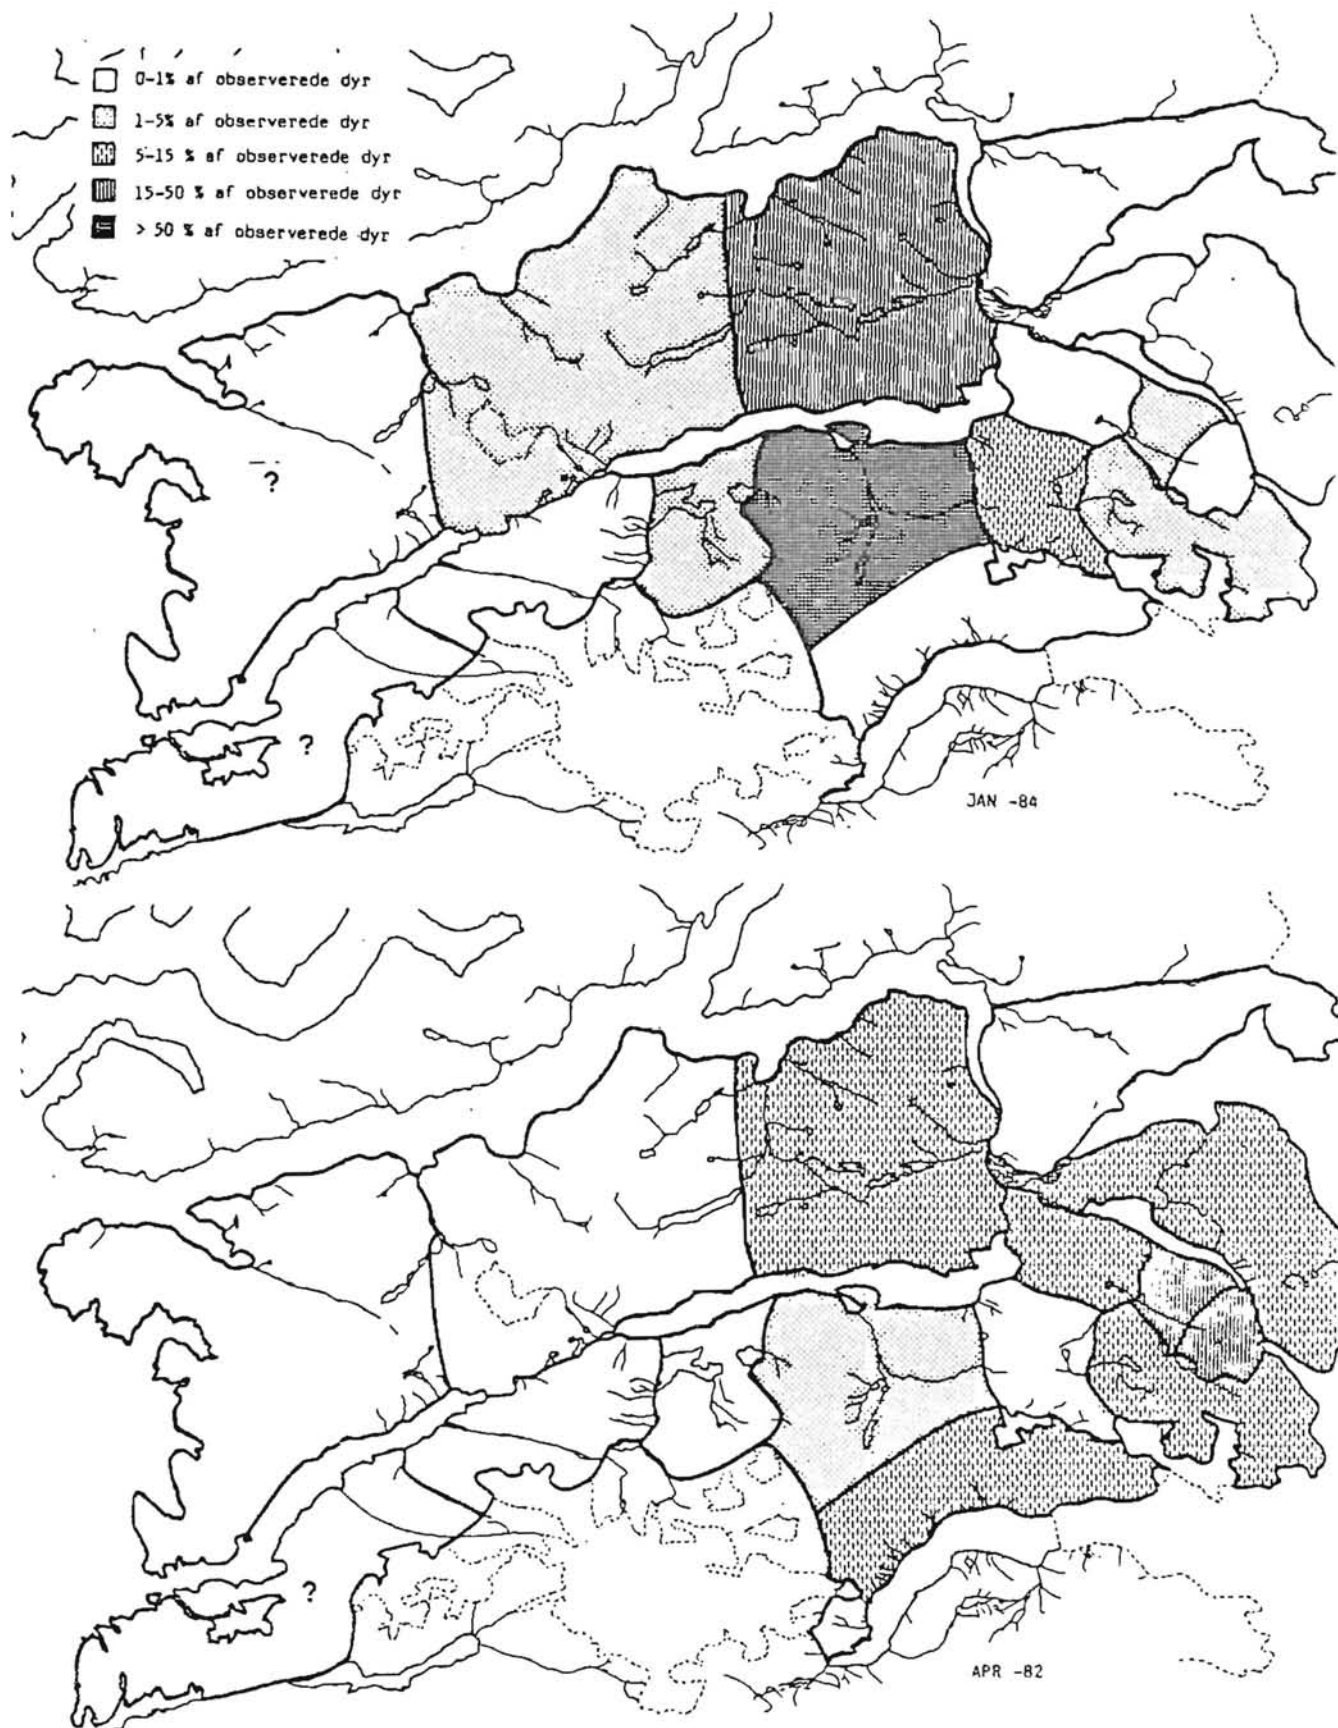 0-1% af observerede dyr
1-5% af observerede dyr
5-15 % af observerede dyr
15-50 % af observerede dyr
> 50 % af observerede dyr
?
?
JAN -84
?
APR -82